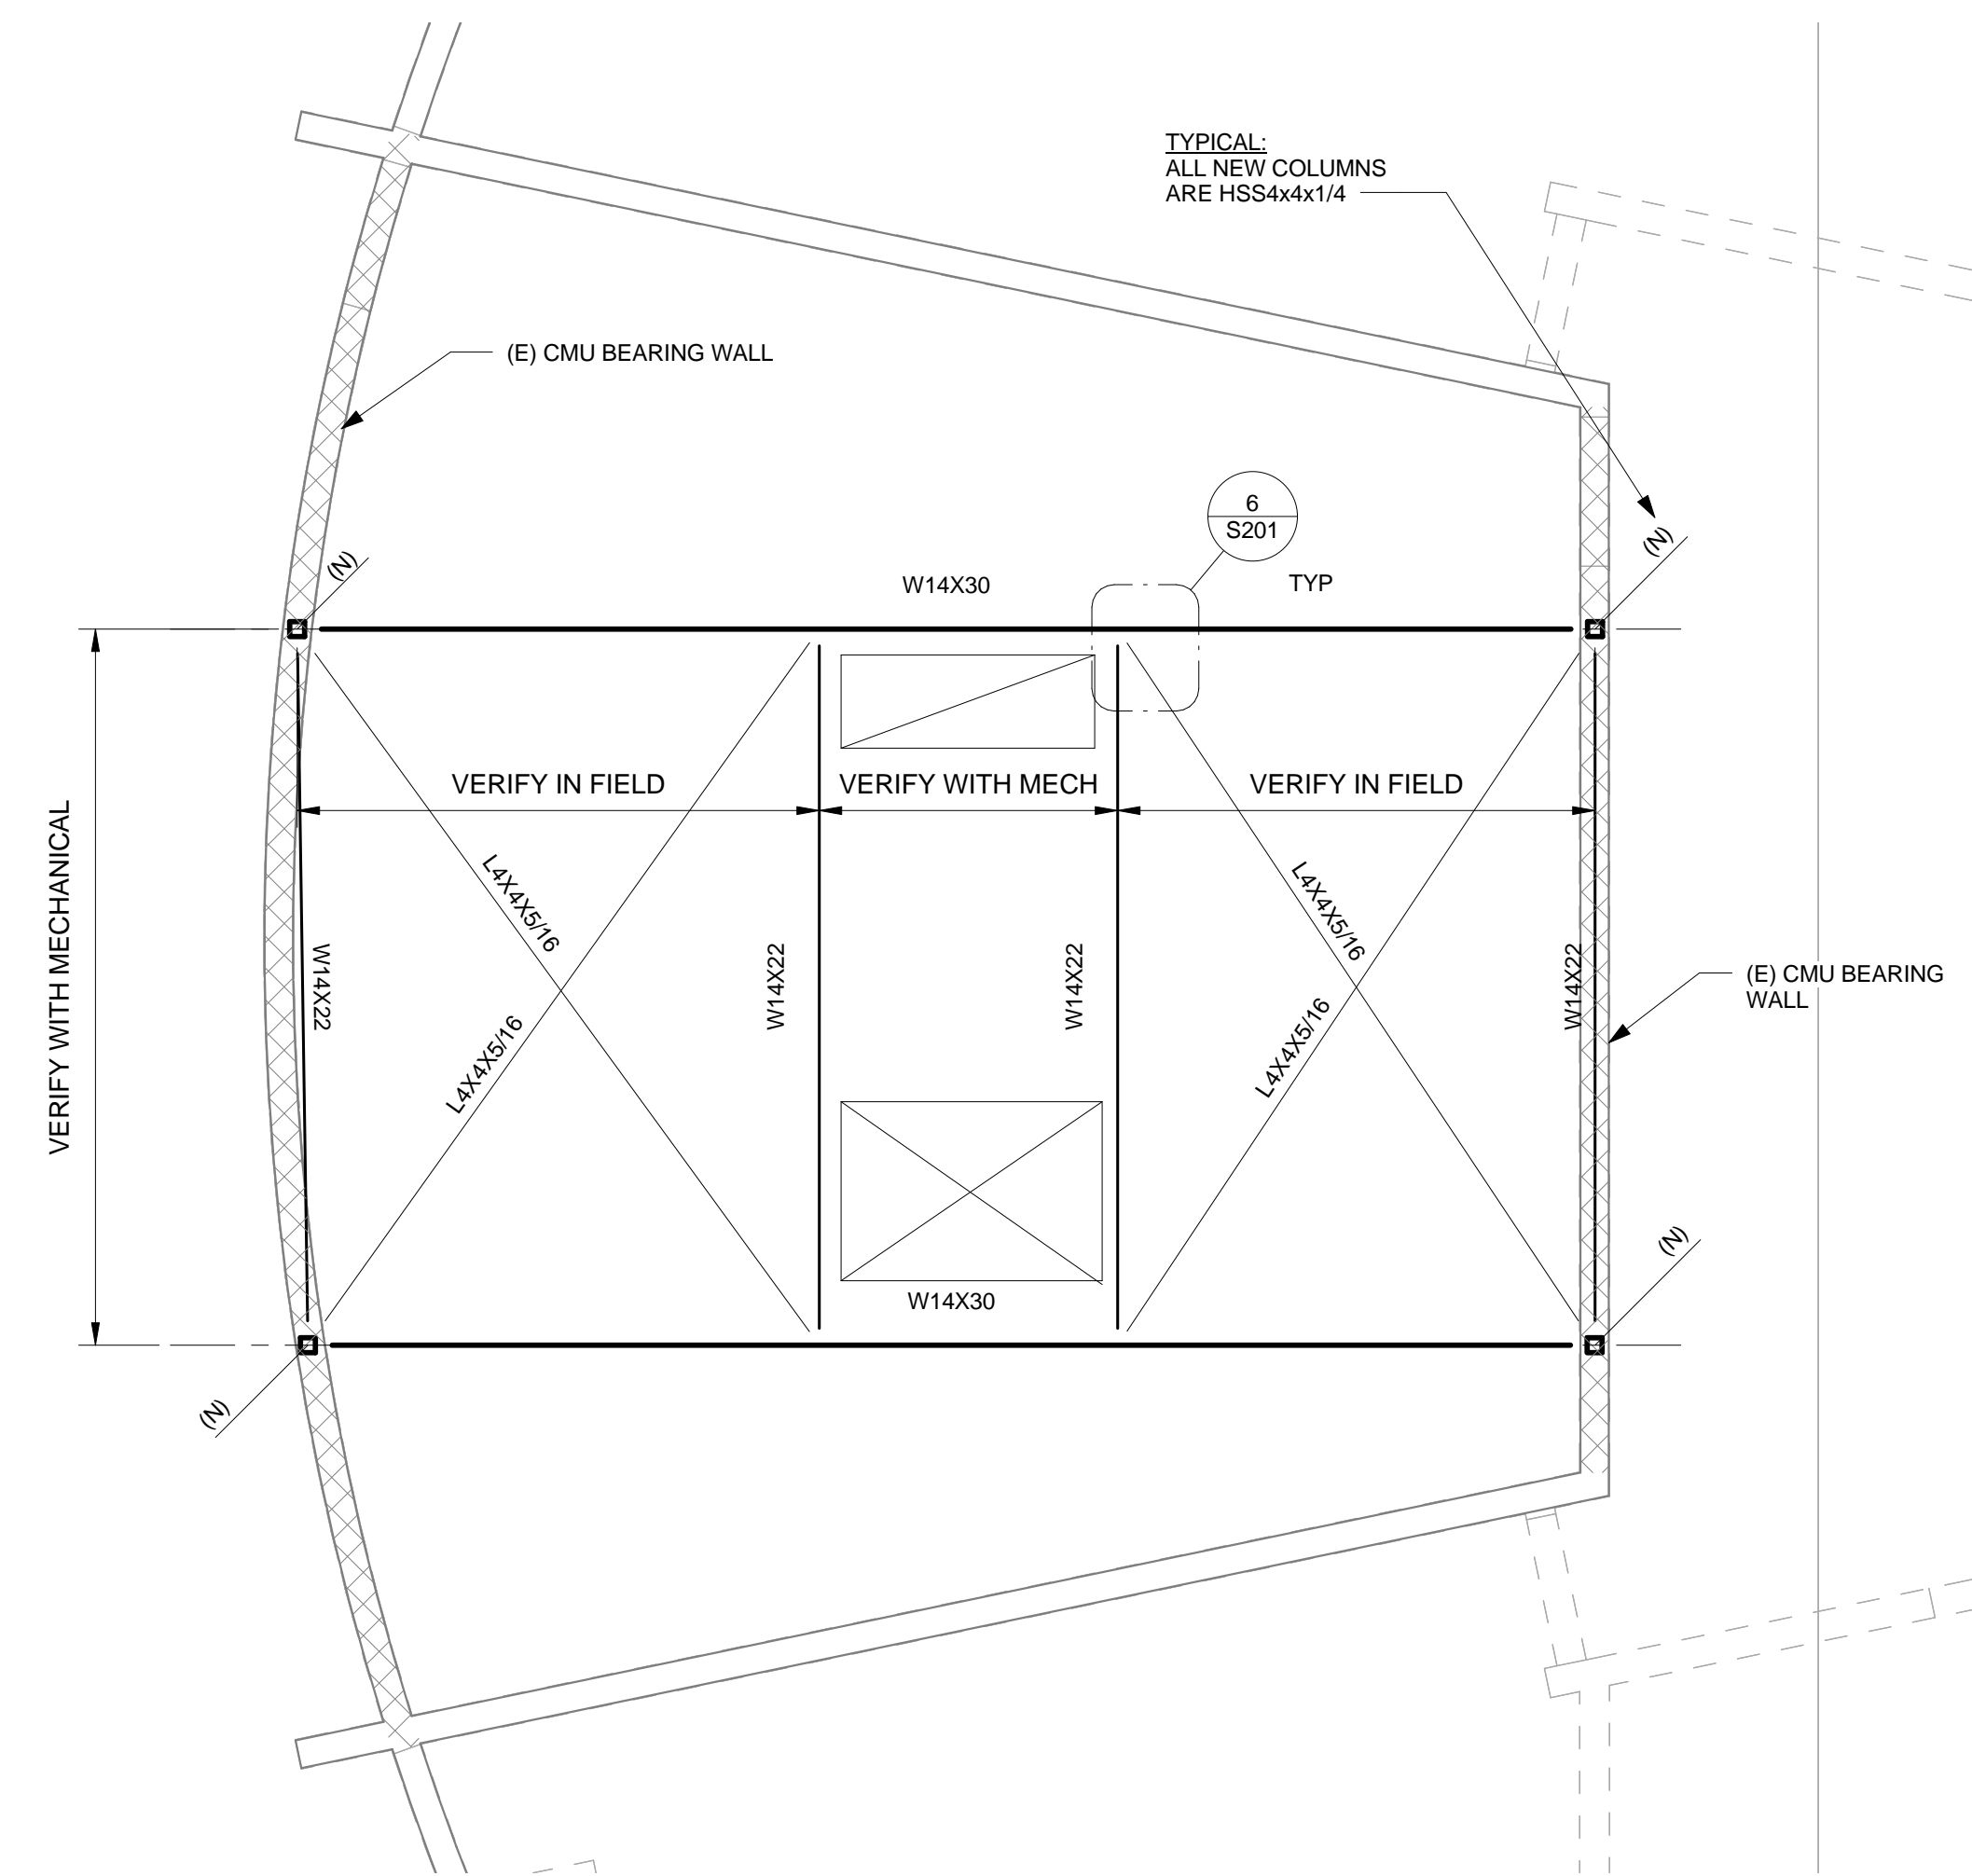 TYPICAL:
ALL NEW COLUMNS
ARE HSS4x4x1/4
(E) CMU BEARING WALL
6
S201
(N)
(N)
W14X30
TYP
VERIFY IN FIELD
VERIFY WITH MECH
VERIFY IN FIELD
VERIFY WITH MECHANICAL
L4X4X5/16
L4X4X5/16
W14X22
W14X22
W14X22
W14X22
L4X4X5/16
L4X4X5/16
(E) CMU BEARING
WALL
W14X30
(N)
(N)